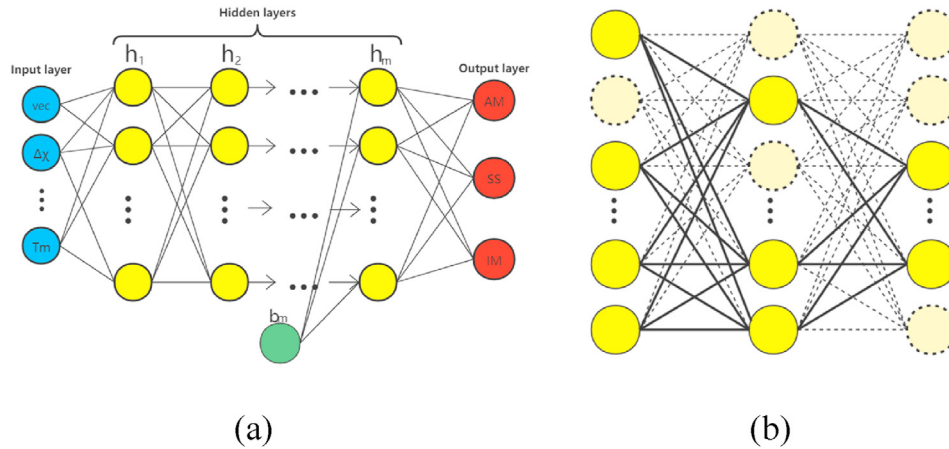 Hidden layers
h1 h2 hm
Input layer
Output layer
vec
AM
Δχ
SS
Tm
IM
bm
(a) (b)